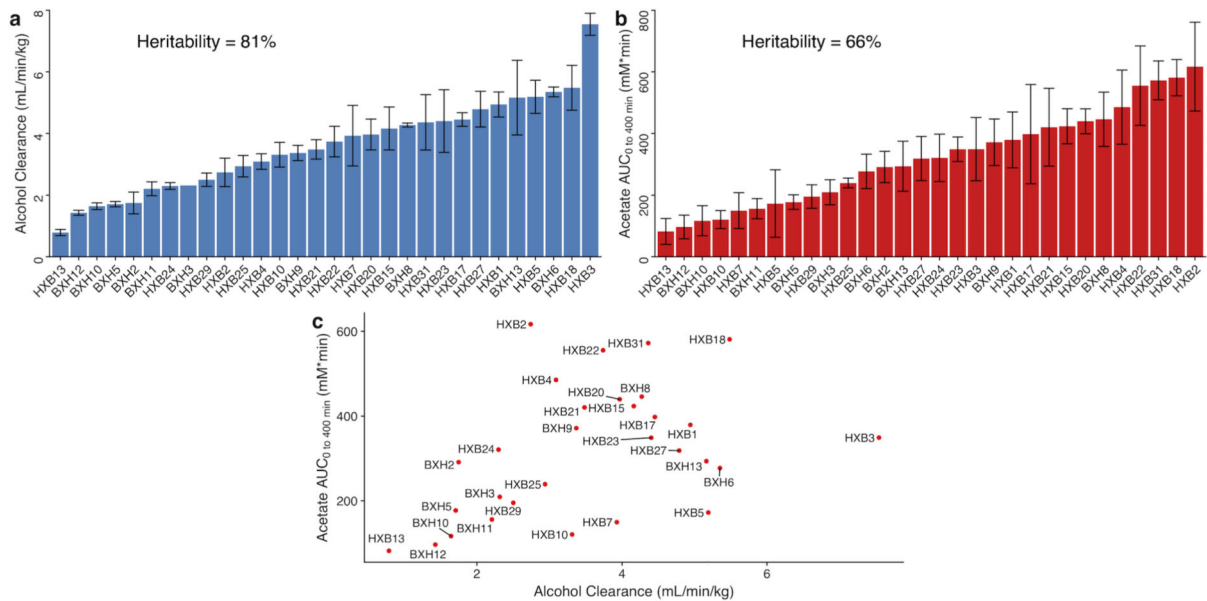 a
Heritability = 81%
Alcohol Clearance (mL/min/kg)
8
6
4
2
0
HXB13 BXH12 BXH10 BXH5 BXH2 BXH11 HXB24 BXH3 HXB29 HXB2 HXB25 HXB4 HXB10 BXH9 HXB21 HXB22 HXB7 HXB20 HXB15 BXH8 HXB31 HXB23 HXB17 HXB27 HXB1 BXH13 HXB5 BXH6 HXB18 HXB3
b
Heritability = 66%
Acetate AUC0 to 400 min (mM*min)
800
600
400
200
0
HXB13 BXH12 BXH10 HXB10 HXB7 BXH11 HXB5 BXH5 HXB29 BXH3 HXB25 BXH6 BXH2 BXH13 HXB27 HXB24 HXB23 HXB3 BXH9 HXB1 HXB17 HXB21 HXB15 HXB20 BXH8 HXB4 HXB22 HXB31 HXB18 HXB2
c
Acetate AUC0 to 400 min (mM*min)
600
400
200
HXB2
HXB22 HXB31 HXB18
HXB4
HXB20 BXH8
HXB21 HXB15
BXH9 HXB17 HXB1
HXB23 HXB3
HXB24 HXB27
BXH2 BXH13
BXH6
HXB25
BXH3
BXH5 HXB29
HXB5
BXH10 BXH11 HXB10 HXB7
HXB13
BXH12
2 4 6
Alcohol Clearance (mL/min/kg)